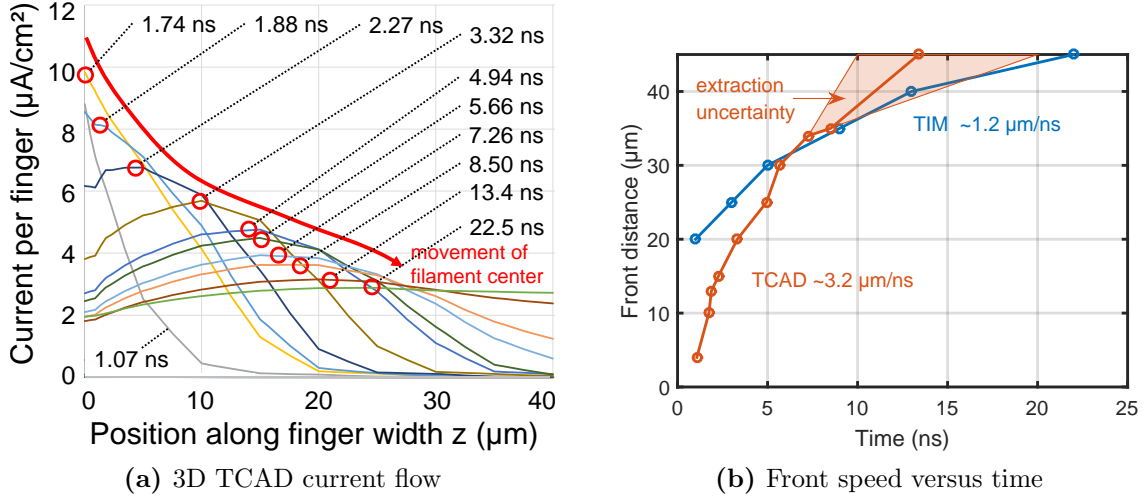 12
10
8
6
4
2
0
Current per finger (µA/cm²)
1.74 ns
1.88 ns
2.27 ns
3.32 ns
4.94 ns
5.66 ns
7.26 ns
8.50 ns
13.4 ns
22.5 ns
movement of
filament center
1.07 ns
0 10 20 30 40
Position along finger width z (µm)
(a) 3D TCAD current flow
40
30
20
10
0
Front distance (µm)
extraction
uncertainty
TIM ~1.2 µm/ns
TCAD ~3.2 µm/ns
0 5 10 15 20 25
Time (ns)
(b) Front speed versus time